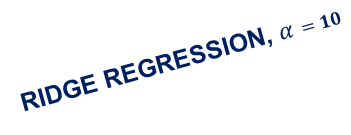 RIDGE REGRESSION, α = 10